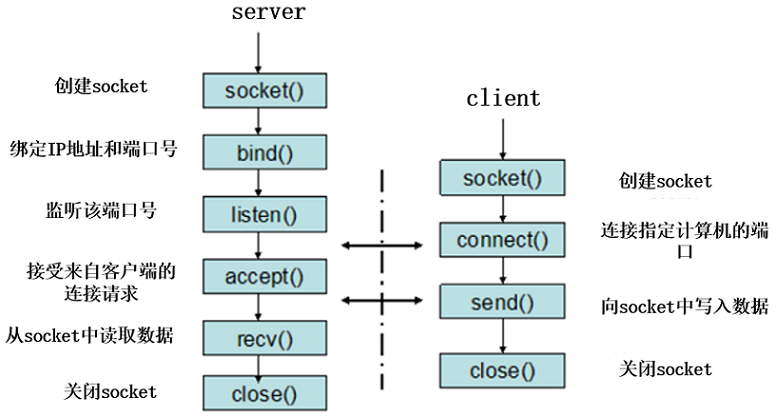 server
创建socket
socket()
绑定IP地址和端口号
bind()
监听该端口号
listen()
接受来自客户端的
连接请求
accept()
从socket中读取数据
recv()
关闭socket
close()
client
socket()
创建socket
connect()
连接指定计算机的端
口
send()
向socket中写入数据
close()
关闭socket